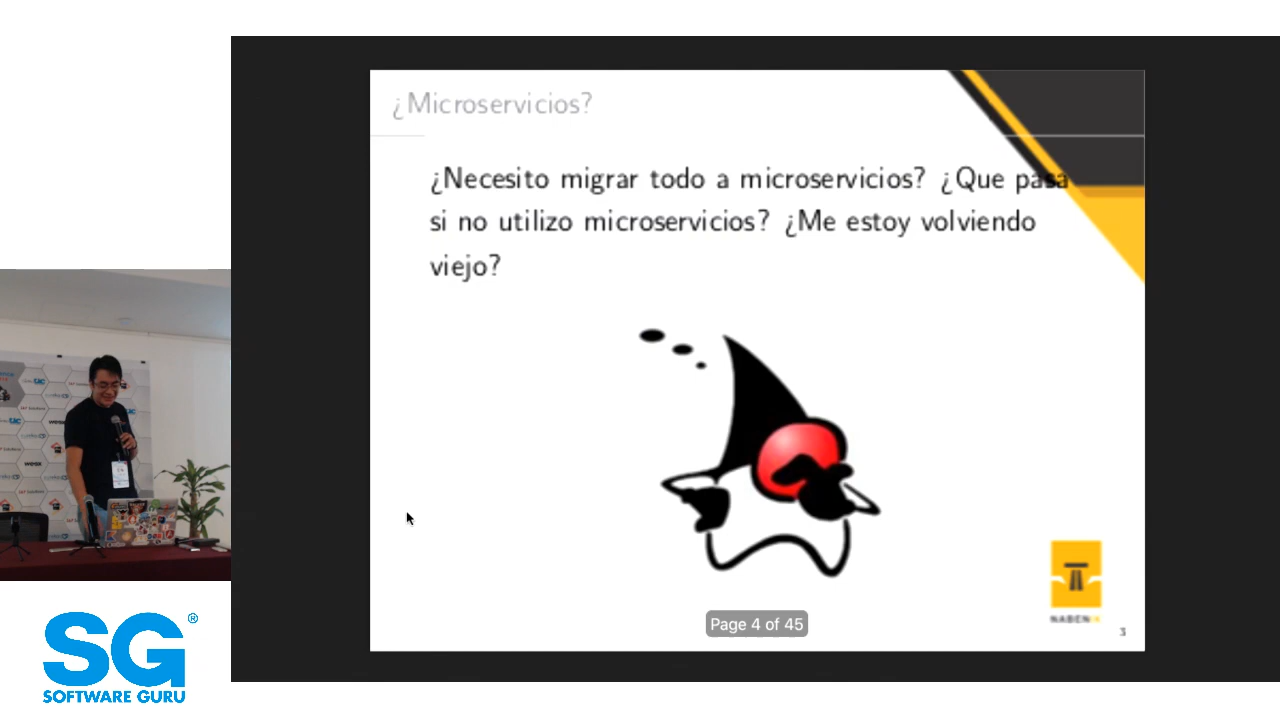 ¿Microservicios?
¿Necesito migrar todo a microservicios? ¿Que pasa
si no utilizo microservicios? ¿Me estoy volviendo
viejo?
NABENIK
Page 4 of 45
3
SG®
SOFTWARE GURU